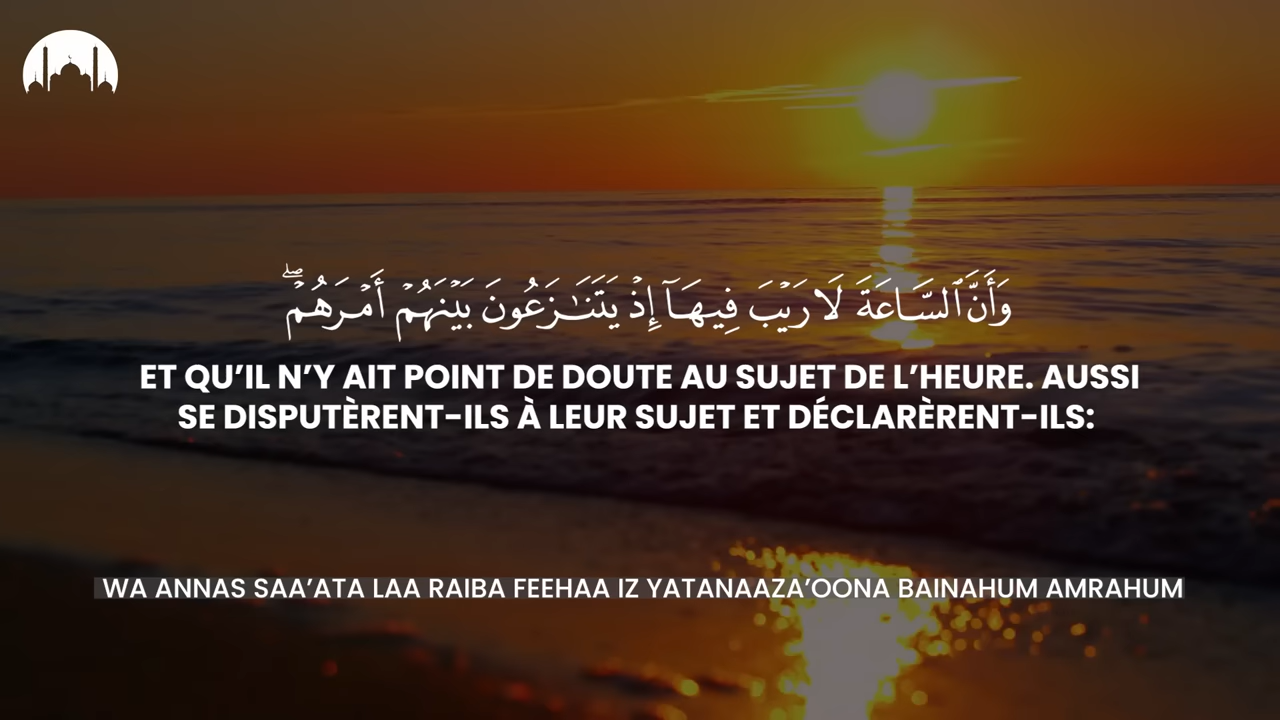 وَأَنَّ ٱلسَّاعَةَ لَا رَيْبَ فِيهَآ إِذْ يَتَنَـٰزَعُونَ بَيْنَهُمْ أَمْرَهُمْ ۖ
ET QU’IL N’Y AIT POINT DE DOUTE AU SUJET DE L’HEURE. AUSSI
SE DISPUTÈRENT-ILS À LEUR SUJET ET DÉCLARÈRENT-ILS:
WA ANNAS SAA’ATA LAA RAIBA FEEHAA IZ YATANAAZA’OONA BAINAHUM AMRAHUM